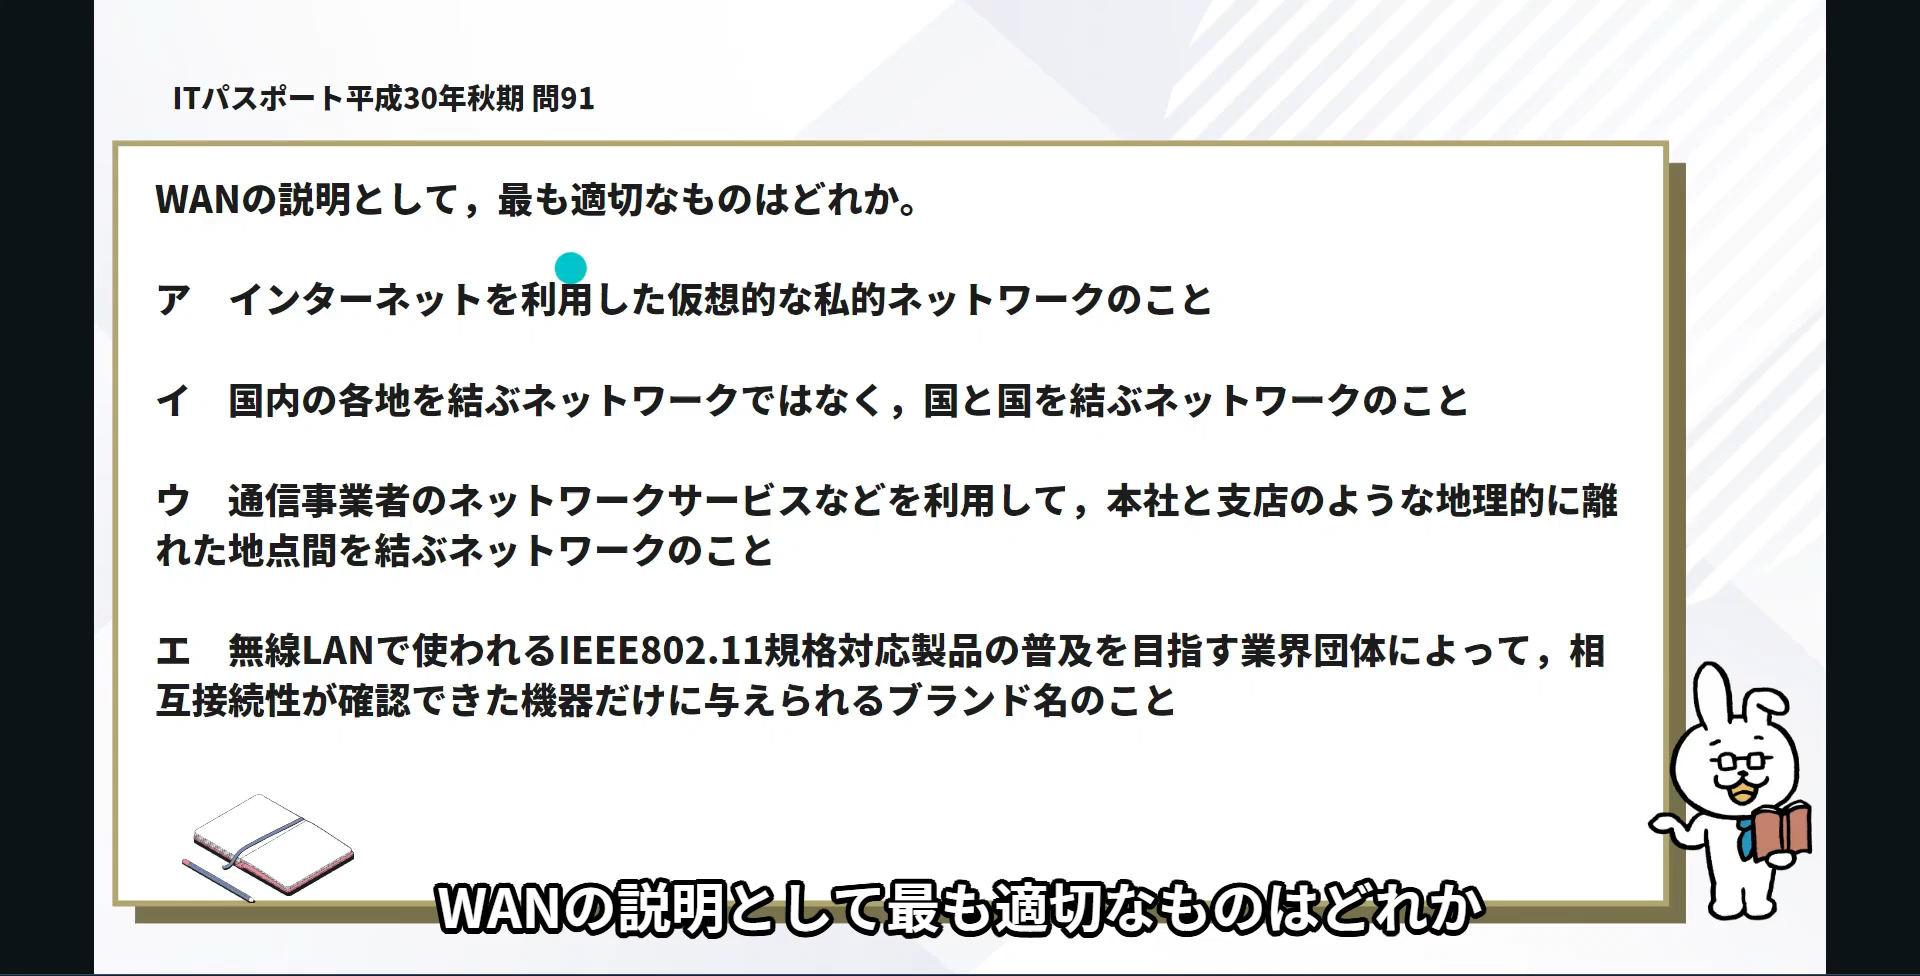 ITパスポート平成30年秋期 問91
WANの説明として，最も適切なものはどれか。
ア　インターネットを利用した仮想的な私的ネットワークのこと
イ　国内の各地を結ぶネットワークではなく，国と国を結ぶネットワークのこと
ウ　通信事業者のネットワークサービスなどを利用して，本社と支店のような地理的に離
れた地点間を結ぶネットワークのこと
エ　無線LANで使われるIEEE802.11規格対応製品の普及を目指す業界団体によって，相
互接続性が確認できた機器だけに与えられるブランド名のこと
WANの説明として最も適切なものはどれか